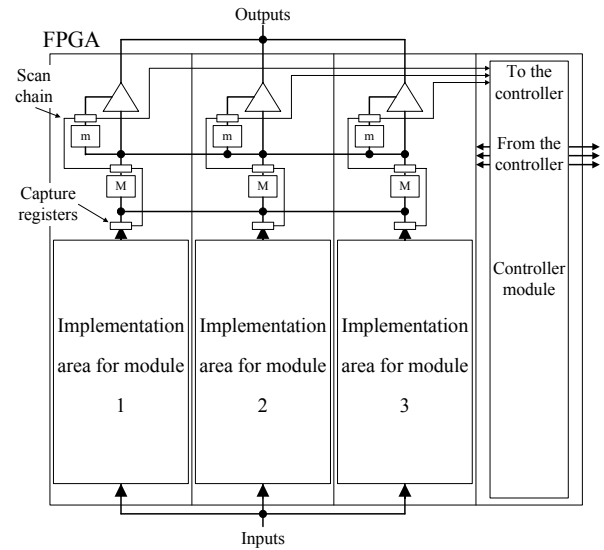 Outputs
FPGA
Scan
chain
To the
controller
m
m
m
From the
controller
M
M
M
Capture
registers
Implementation
area for module
1
Implementation
area for module
2
Implementation
area for module
3
Controller
module
Inputs